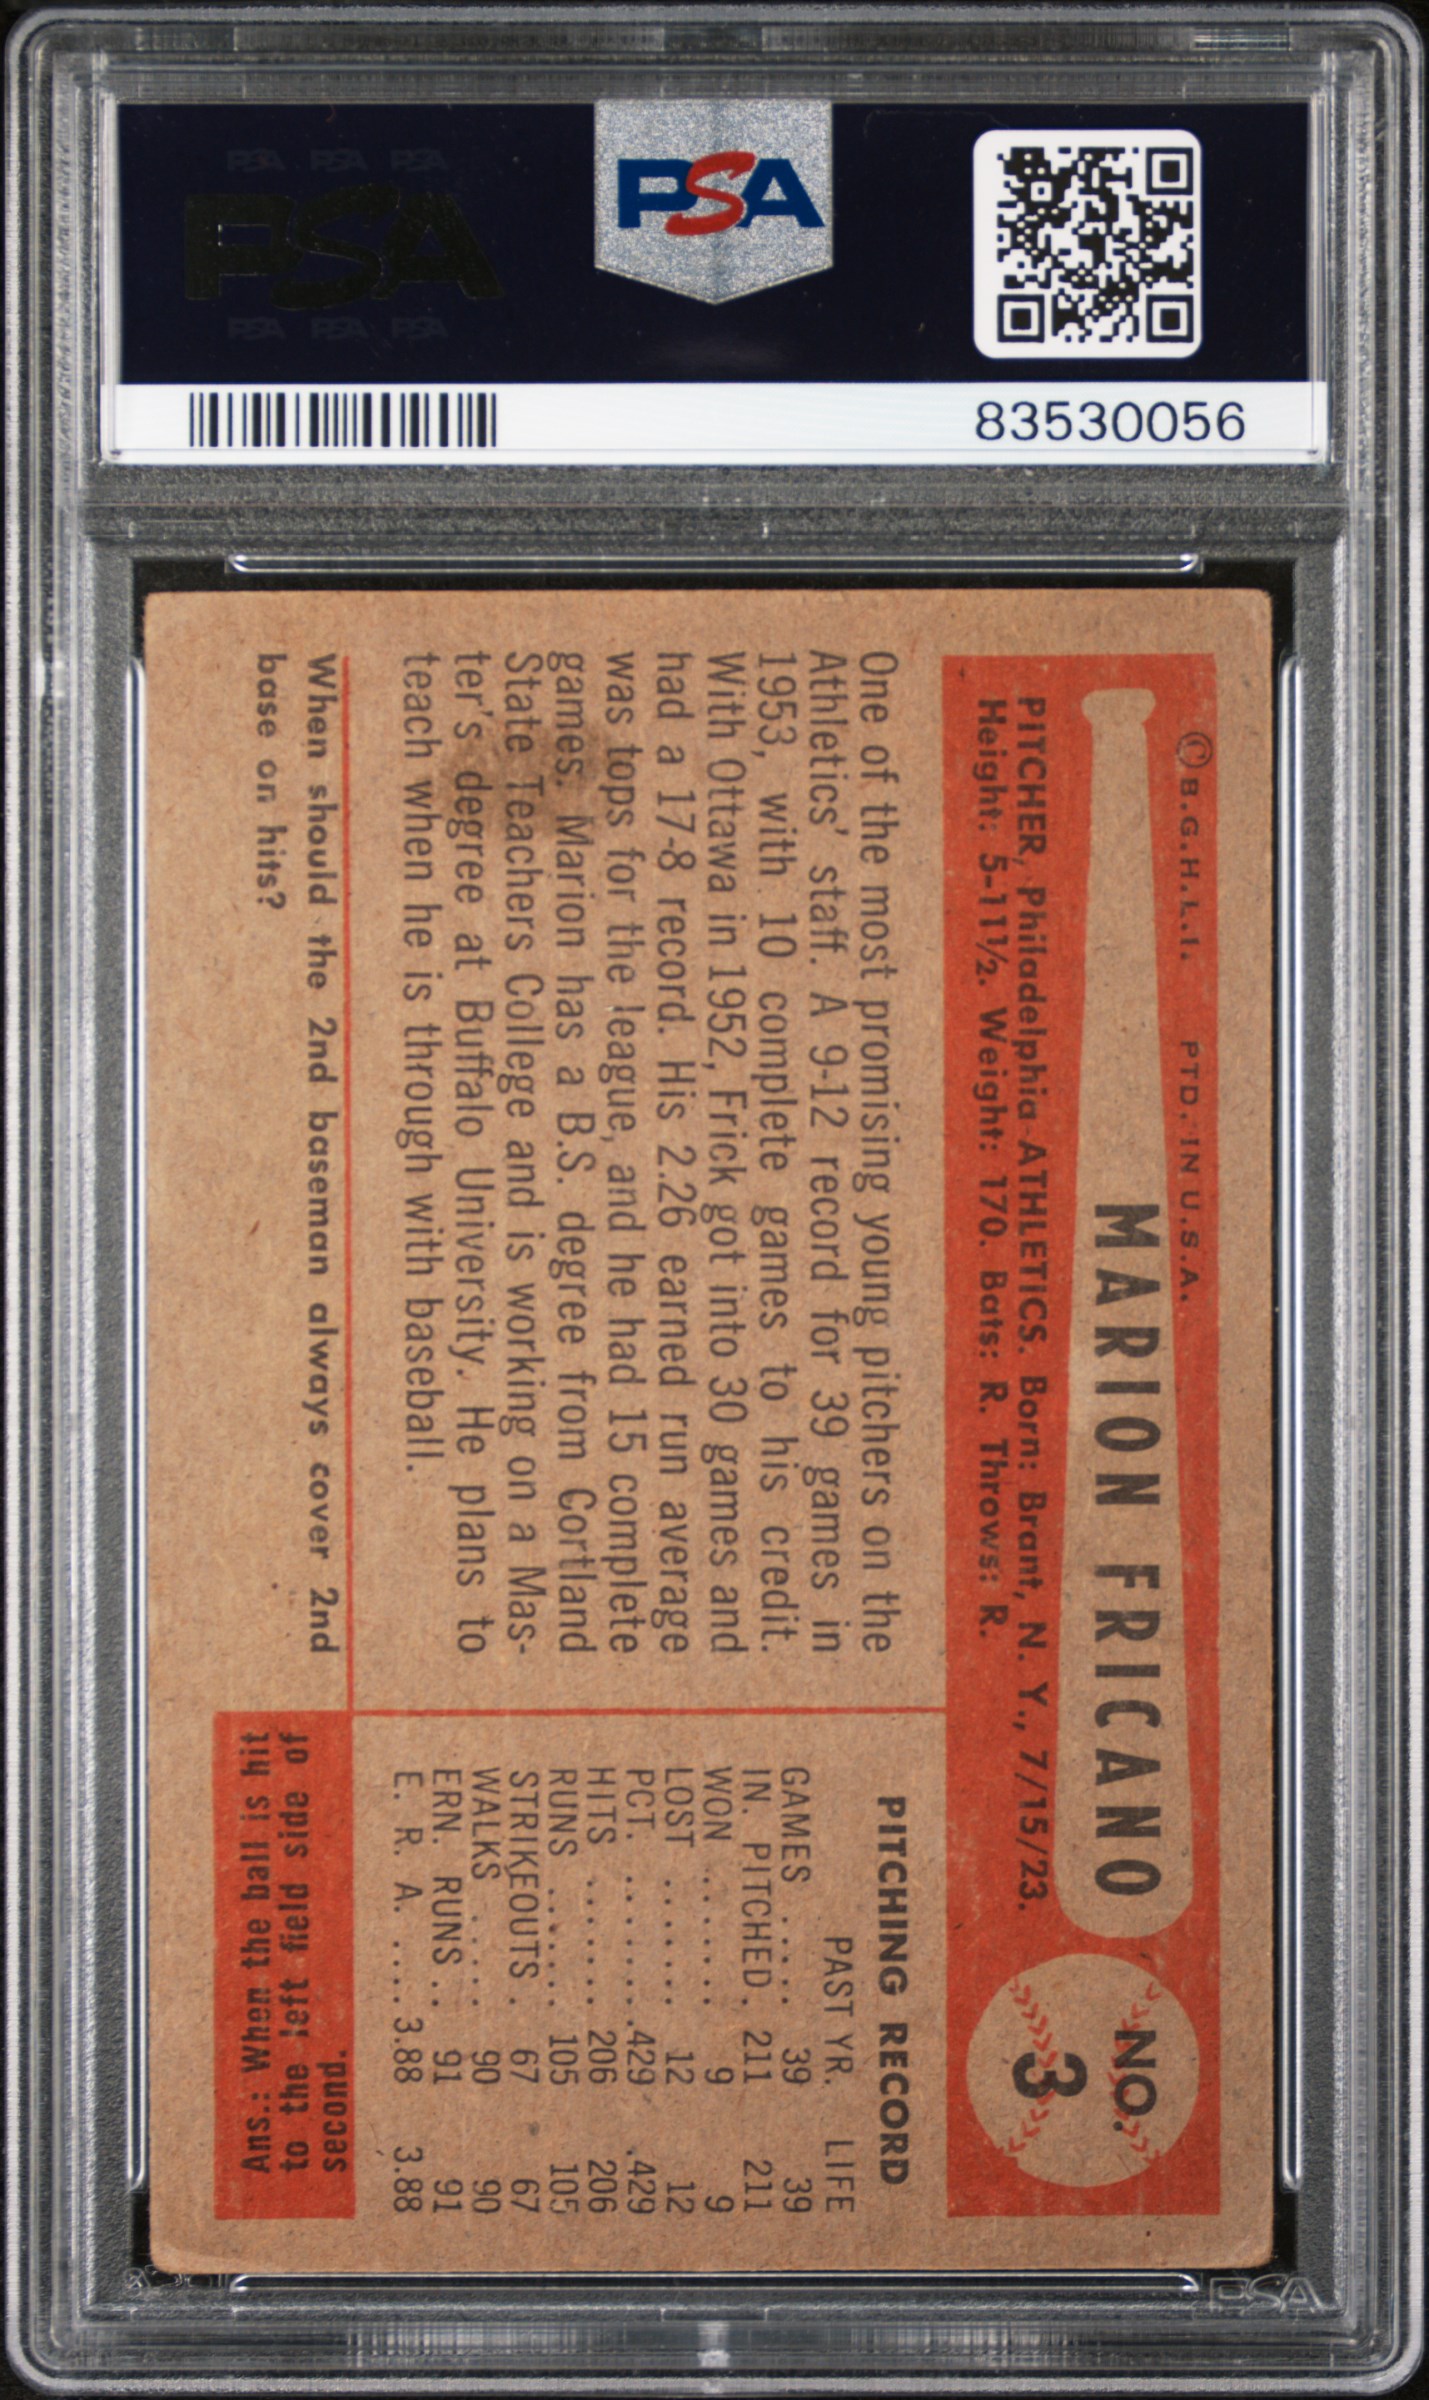 PSA PSA PSA
PSA
PSA PSA PSA
PSA
83530056
© B.G.H.L.I. PTD. IN U.S.A.
MARION FRICANO
NO.
3
PITCHER, Philadelphia ATHLETICS. Born: Brant, N. Y., 7/15/23.
Height: 5-11½. Weight: 170. Bats: R. Throws: R.
One of the most promising young pitchers on the
Athletics' staff. A 9-12 record for 39 games in
1953, with 10 complete games to his credit.
With Ottawa in 1952, Frick got into 30 games and
had a 17-8 record. His 2.26 earned run average
was tops for the league, and he had 15 complete
games. Marion has a B.S. degree from Cortland
State Teachers College and is working on a Mas-
ter's degree at Buffalo University. He plans to
teach when he is through with baseball.
PITCHING RECORD
PAST YR. LIFE
GAMES ..... 39 39
IN. PITCHED . 211 211
WON ....... 9 9
LOST ....... 12 12
PCT. ....... .429 .429
HITS ....... 206 206
RUNS ...... 105 105
STRIKEOUTS . 67 67
WALKS .... 90 90
ERN. RUNS .. 91 91
E. R. A. .... 3.88 3.88
When should the 2nd baseman always cover 2nd
base on hits?
Ans.: When the ball is hit
to the left field side of
second.
PSA